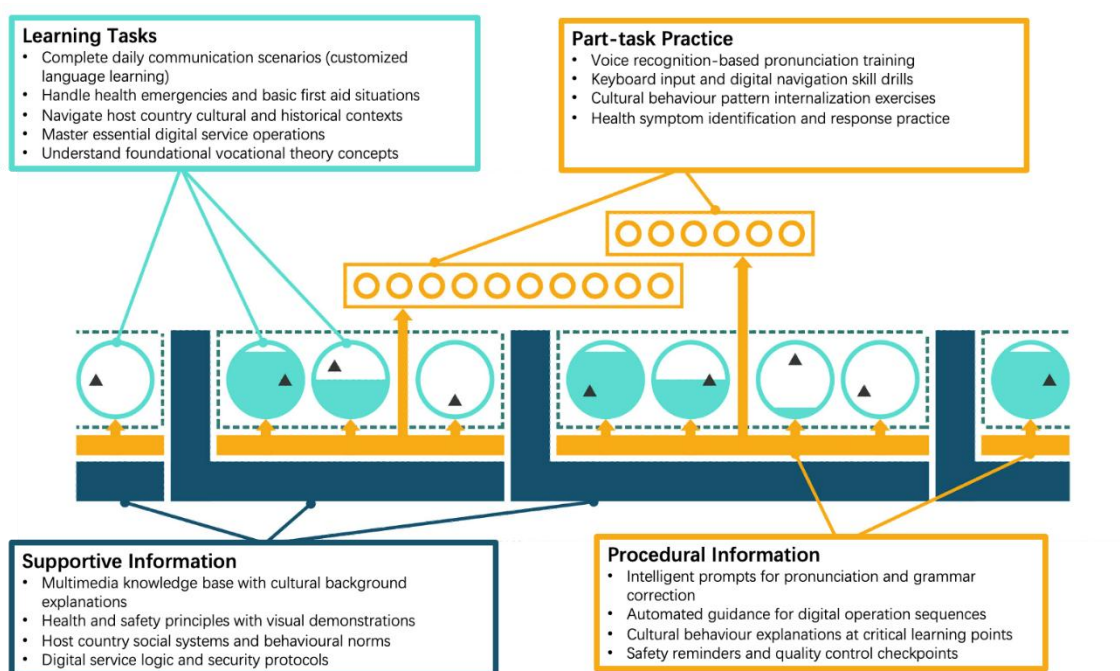 Learning Tasks
• Complete daily communication scenarios (customized
language learning)
• Handle health emergencies and basic first aid situations
• Navigate host country cultural and historical contexts
• Master essential digital service operations
• Understand foundational vocational theory concepts
Part-task Practice
• Voice recognition-based pronunciation training
• Keyboard input and digital navigation skill drills
• Cultural behaviour pattern internalization exercises
• Health symptom identification and response practice
Supportive Information
• Multimedia knowledge base with cultural background
explanations
• Health and safety principles with visual demonstrations
• Host country social systems and behavioural norms
• Digital service logic and security protocols
Procedural Information
• Intelligent prompts for pronunciation and grammar
correction
• Automated guidance for digital operation sequences
• Cultural behaviour explanations at critical learning points
• Safety reminders and quality control checkpoints